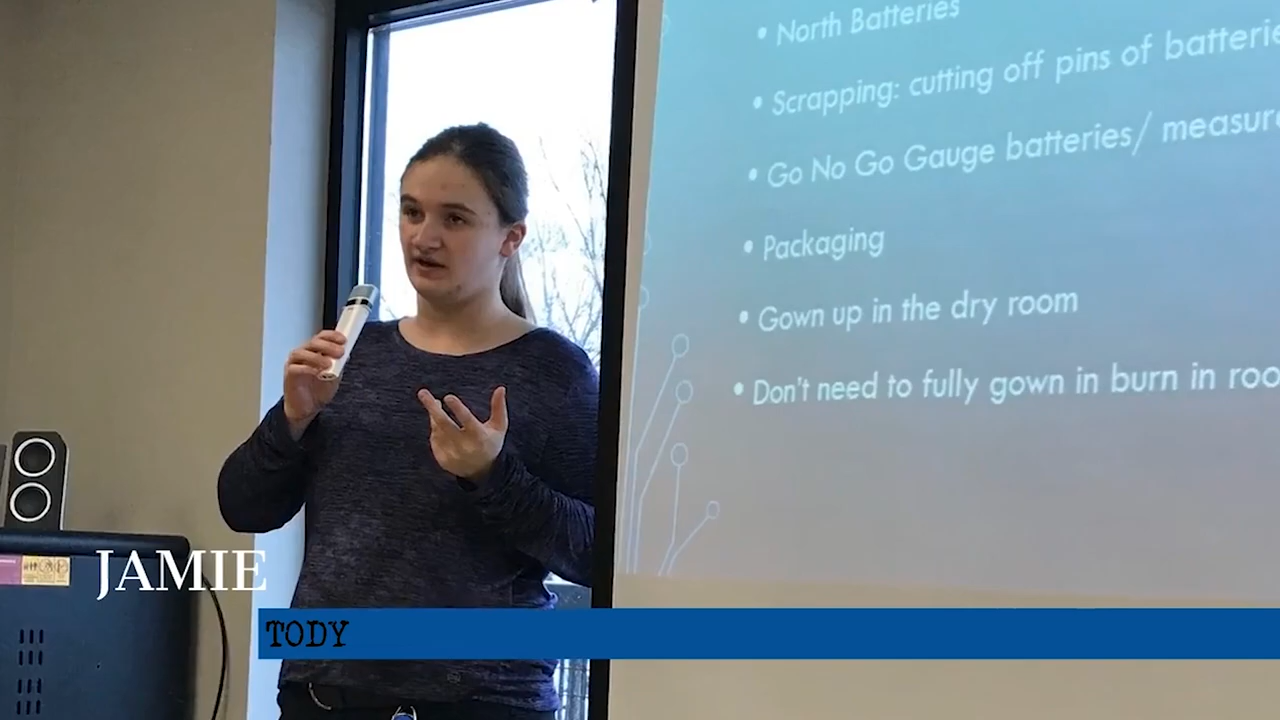 • North Batteries
• Scrapping: cutting off pins of batterie
• Go No Go Gauge batteries/ measur
• Packaging
• Gown up in the dry room
• Don't need to fully gown in burn in roo
JAMIE
TODY